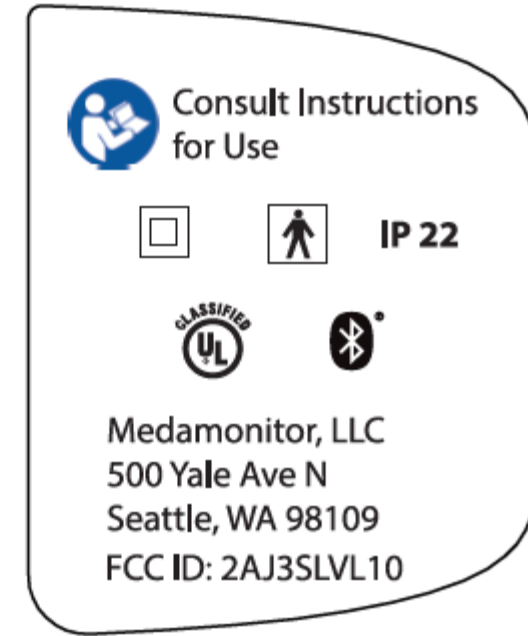 Consult Instructions
for Use
IP 22
CLASSIFIED
UL
Medamonitor, LLC
500 Yale Ave N
Seattle, WA 98109
FCC ID: 2AJ3SLVL10